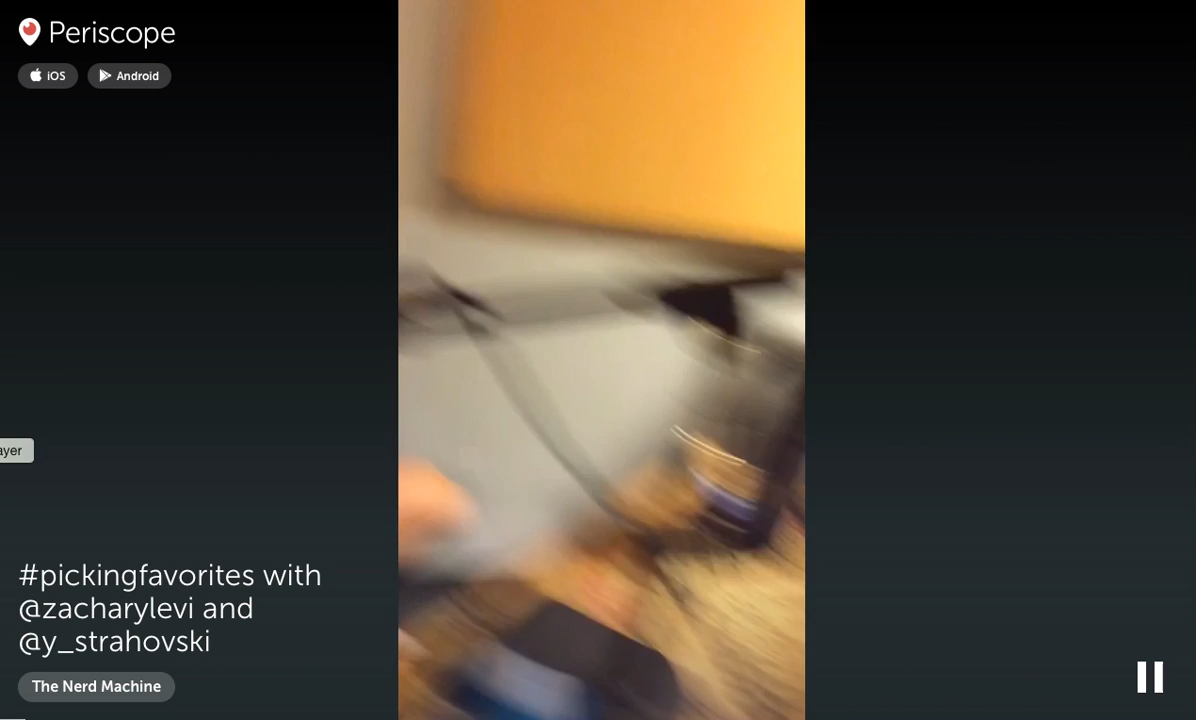 Periscope
iOS
Android
ayer
#pickingfavorites with
@zacharylevi and
@y_strahovski
The Nerd Machine